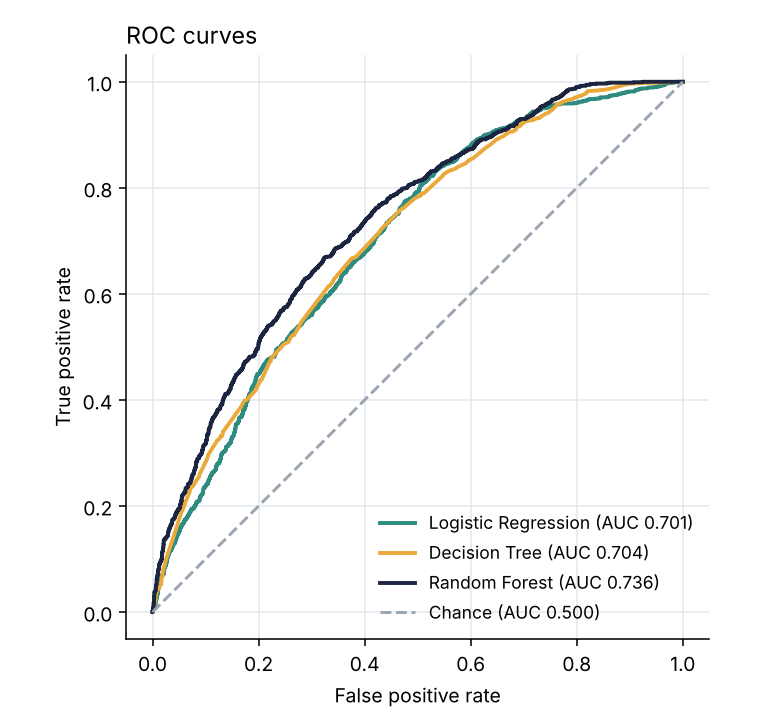 ROC curves
1.0
0.8
0.6
0.4
0.2
0.0
True positive rate
Logistic Regression (AUC 0.701)
Decision Tree (AUC 0.704)
Random Forest (AUC 0.736)
Chance (AUC 0.500)
0.0 0.2 0.4 0.6 0.8 1.0
False positive rate